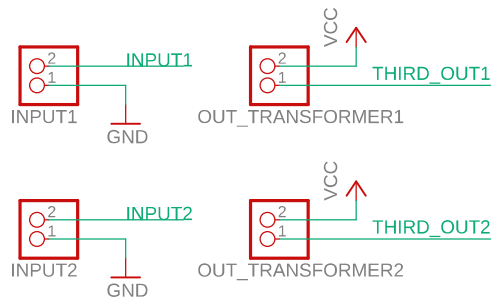 VCC
2
INPUT1
2
1
1
THIRD_OUT1
INPUT1
OUT_TRANSFORMER1
GND
VCC
2
INPUT2
2
1
1
THIRD_OUT2
INPUT2
OUT_TRANSFORMER2
GND